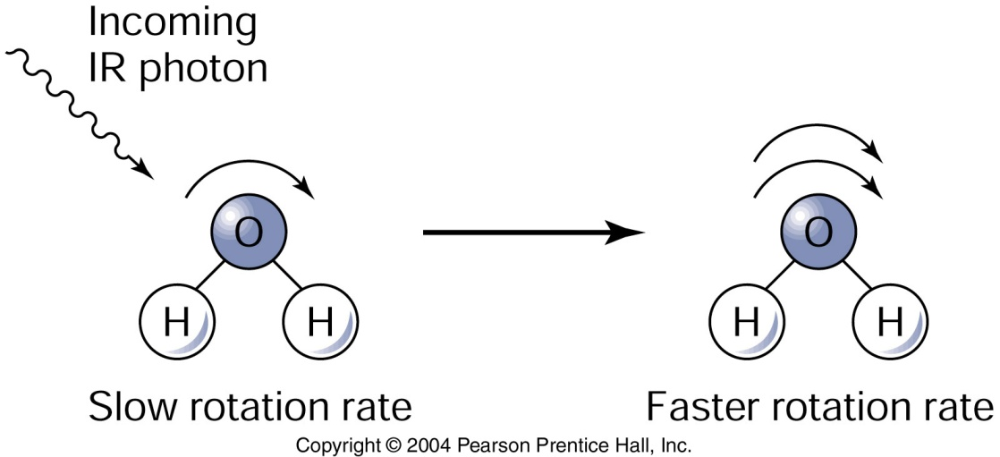 Incoming
IR photon
O
H
H
Slow rotation rate
O
H
H
Faster rotation rate
Copyright © 2004 Pearson Prentice Hall, Inc.